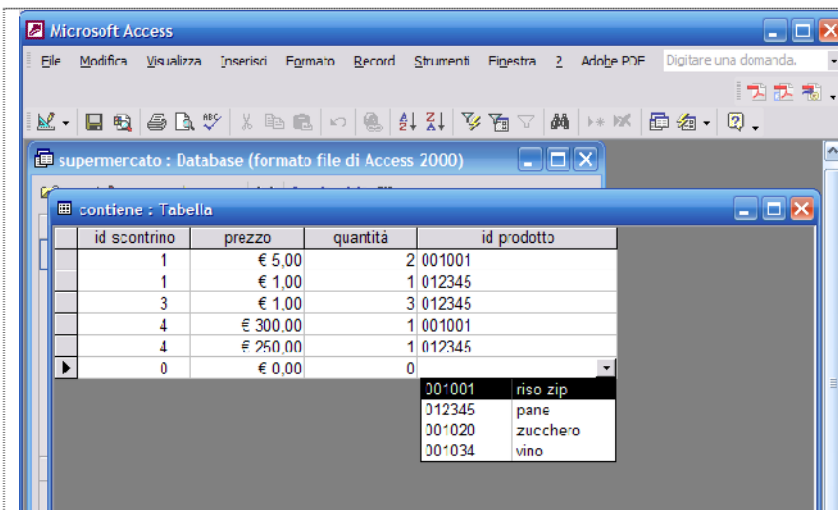 Microsoft Access
File Modifica Visualizza Inserisci Formato Record Strumenti Finestra ? Adobe PDF Digitare una domanda.
supermercato : Database (formato file di Access 2000)
contiene : Tabella
id scontrino prezzo quantità id prodotto
1 € 5,00 2 001001
1 € 1,00 1 012345
3 € 1,00 3 012345
4 € 300,00 1 001001
4 € 250,00 1 012345
0 € 0,00 0
001001 riso zip
012345 pane
001020 zucchero
001034 vino